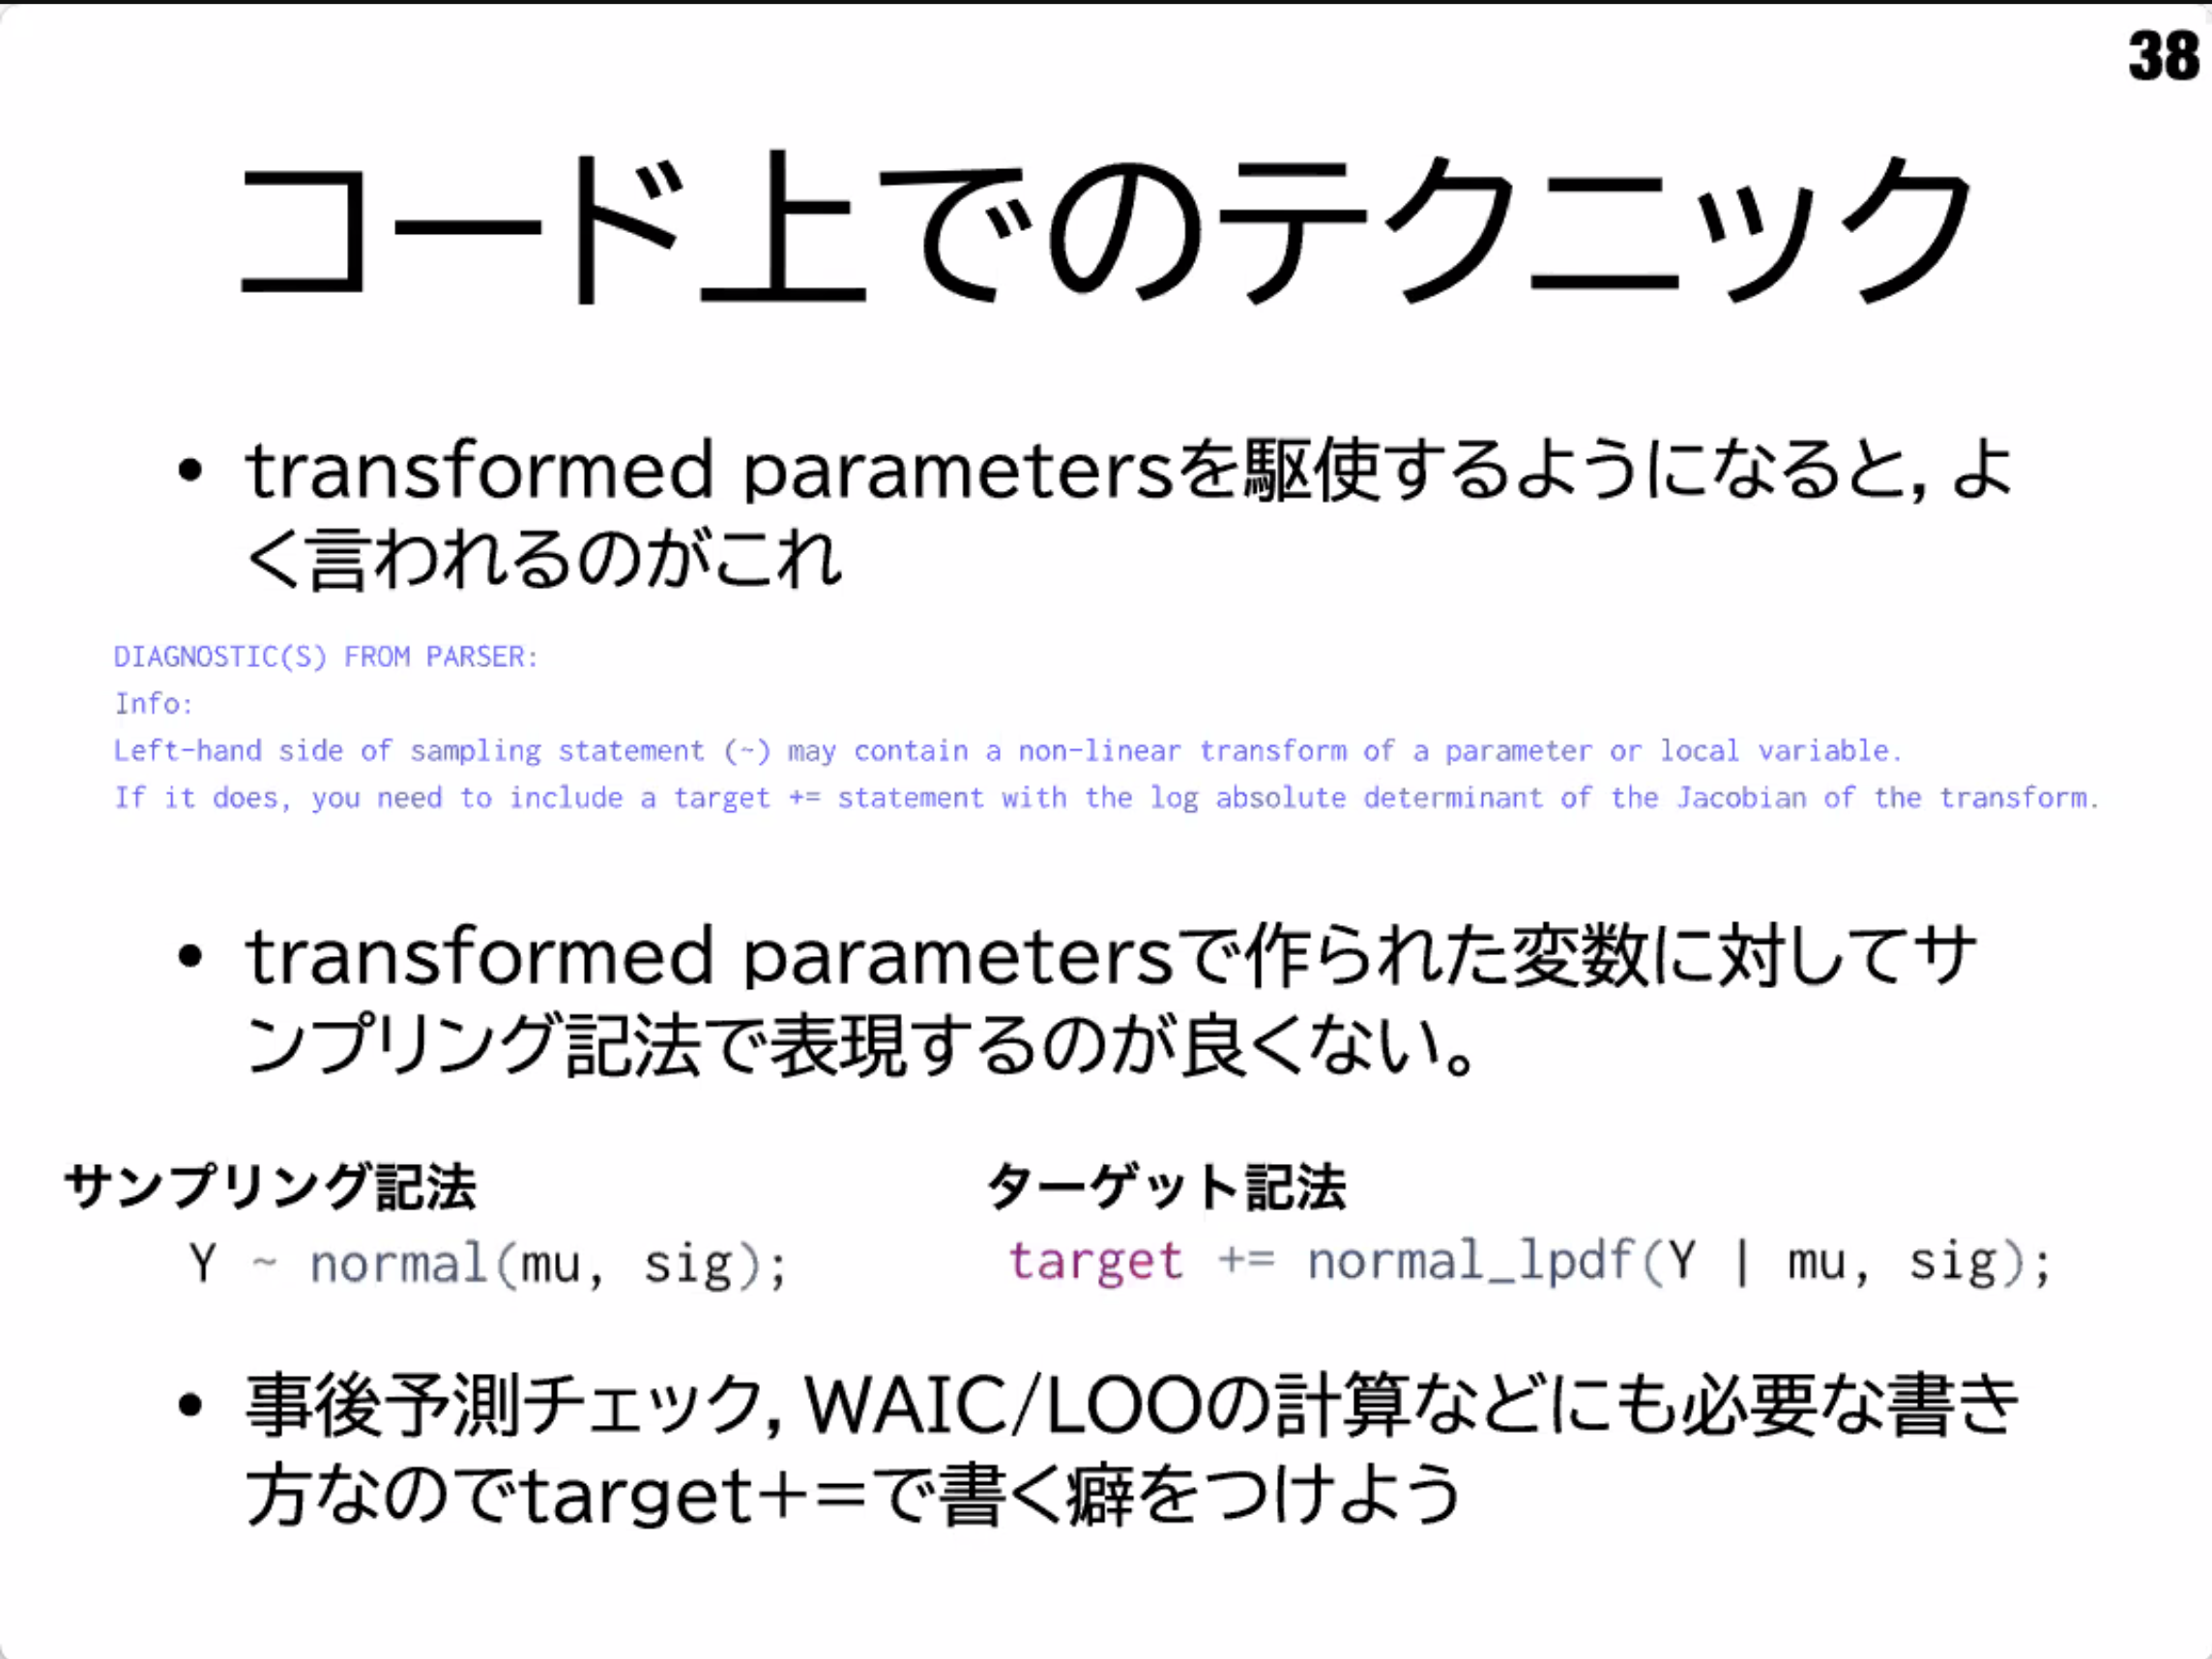 38
コード上でのテクニック
• transformed parametersを駆使するようになると, よ
く言われるのがこれ
DIAGNOSTIC(S) FROM PARSER:
Info:
Left-hand side of sampling statement (~) may contain a non-linear transform of a parameter or local variable.
If it does, you need to include a target += statement with the log absolute determinant of the Jacobian of the transform.
• transformed parametersで作られた変数に対してサ
ンプリング記法で表現するのが良くない。
サンプリング記法
Y ~ normal(mu, sig);
ターゲット記法
target += normal_lpdf(Y | mu, sig);
• 事後予測チェック, WAIC/LOOの計算などにも必要な書き
方なのでtarget+=で書く癖をつけよう